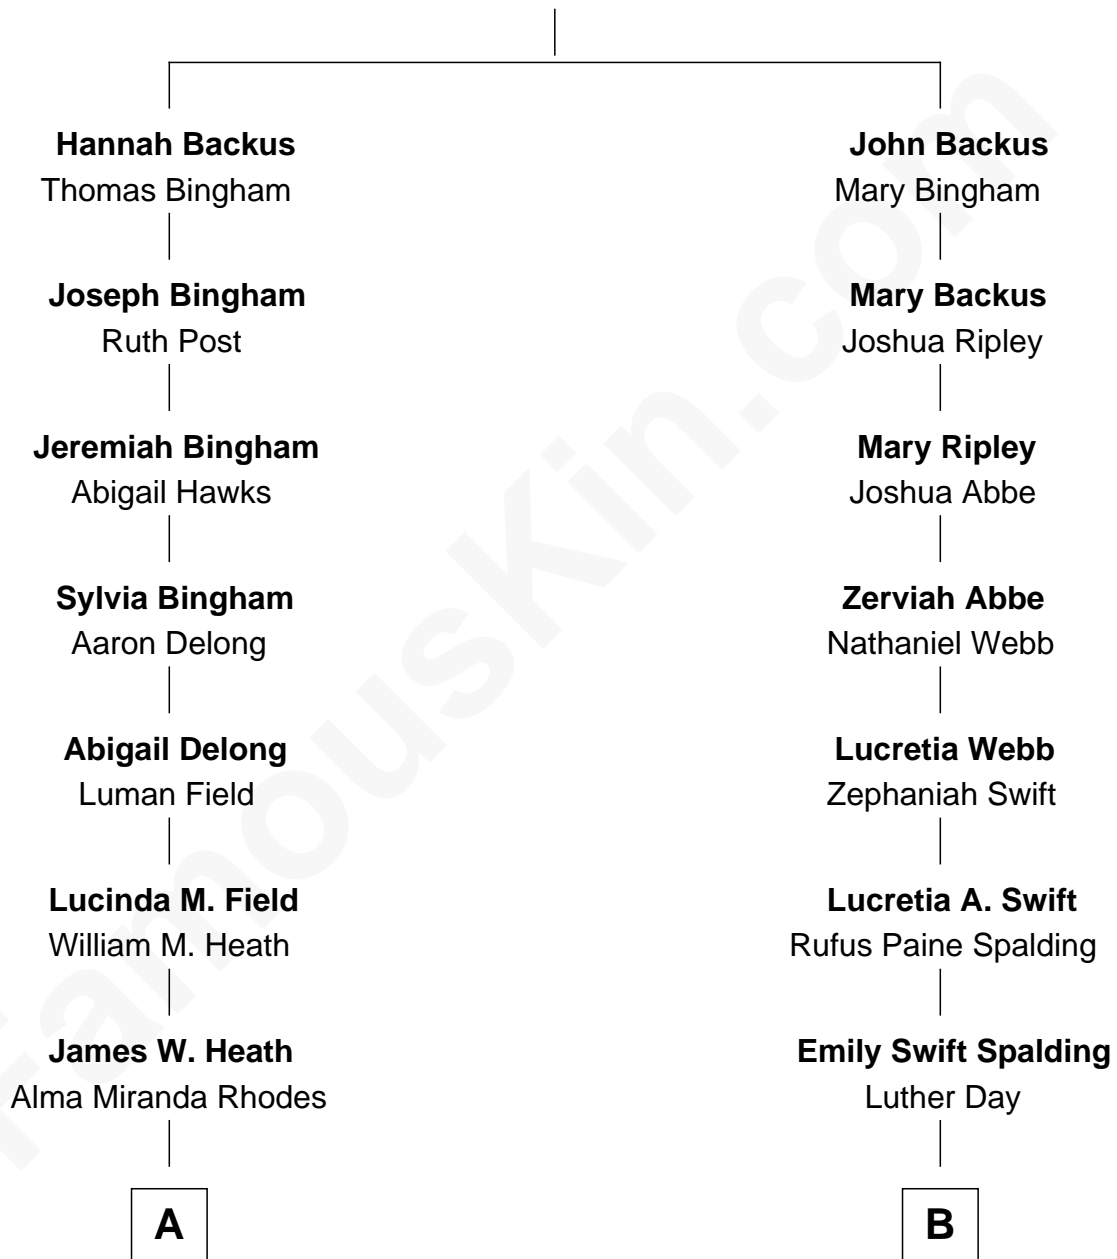 Hannah Backus
Thomas Bingham
Joseph Bingham
Ruth Post
Jeremiah Bingham
Abigail Hawks
Sylvia Bingham
Aaron Delong
Abigail Delong
Luman Field
Lucinda M. Field
William M. Heath
James W. Heath
Alma Miranda Rhodes
A
John Backus
Mary Bingham
Mary Backus
Joshua Ripley
Mary Ripley
Joshua Abbe
Zerviah Abbe
Nathaniel Webb
Lucretia Webb
Zephaniah Swift
Lucretia A. Swift
Rufus Paine Spalding
Emily Swift Spalding
Luther Day
B
FamousKin.com